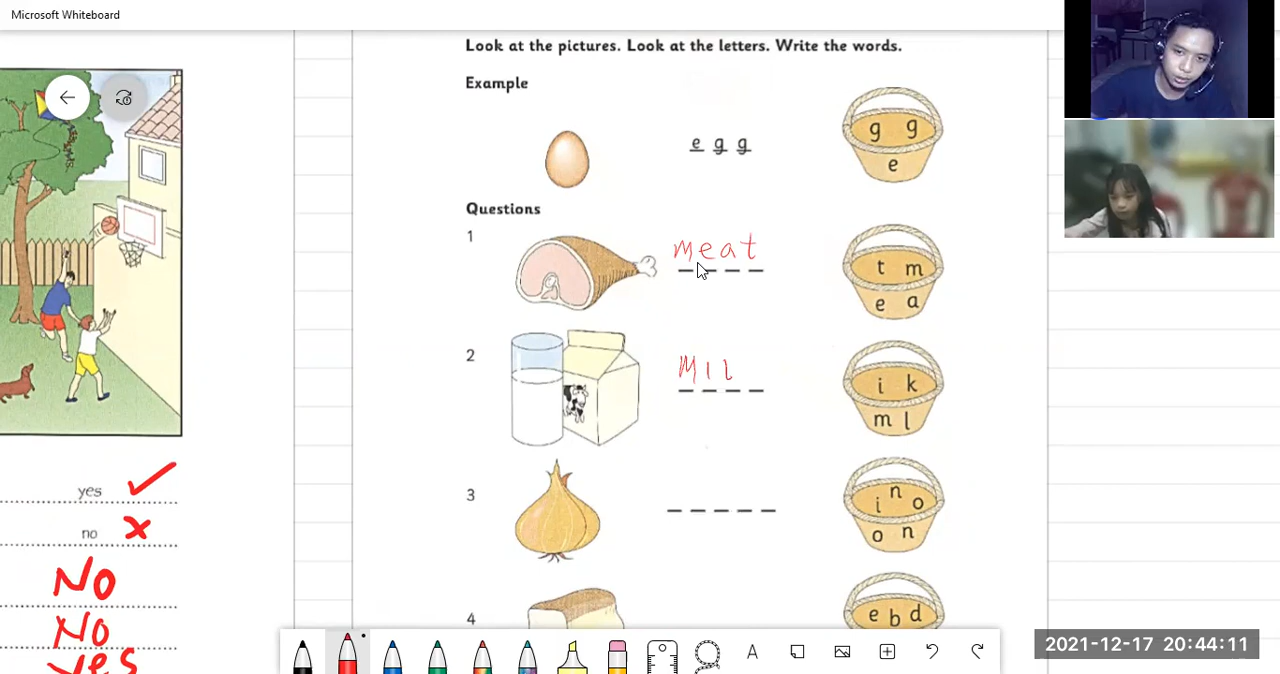 Microsoft Whiteboard
Look at the pictures. Look at the letters. Write the words.
Example
e g g
g g
e
Questions
1
meat
t m
e a
2
MIL
i k
m l
3
n
i o
o n
4
e b d
yes
no
No
No
yes
A
2021-12-17 20:44:11